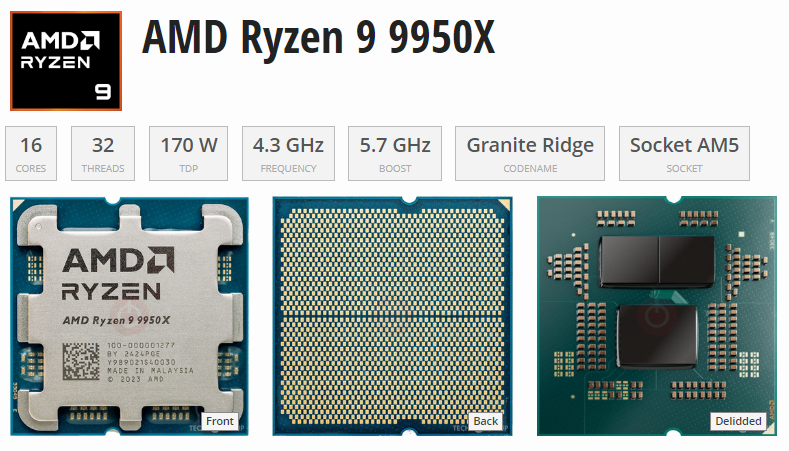 AMD
RYZEN
9
AMD Ryzen 9 9950X
16
CORES
32
THREADS
170 W
TDP
4.3 GHz
FREQUENCY
5.7 GHz
BOOST
Granite Ridge
CODENAME
Socket AM5
SOCKET
AMD
RYZEN
AMD Ryzen 9 9950X
100-000001277
BY 2424PGE
Y989021S40030
MADE IN MALAYSIA
© 2023 AMD
Front
Back
Delidded